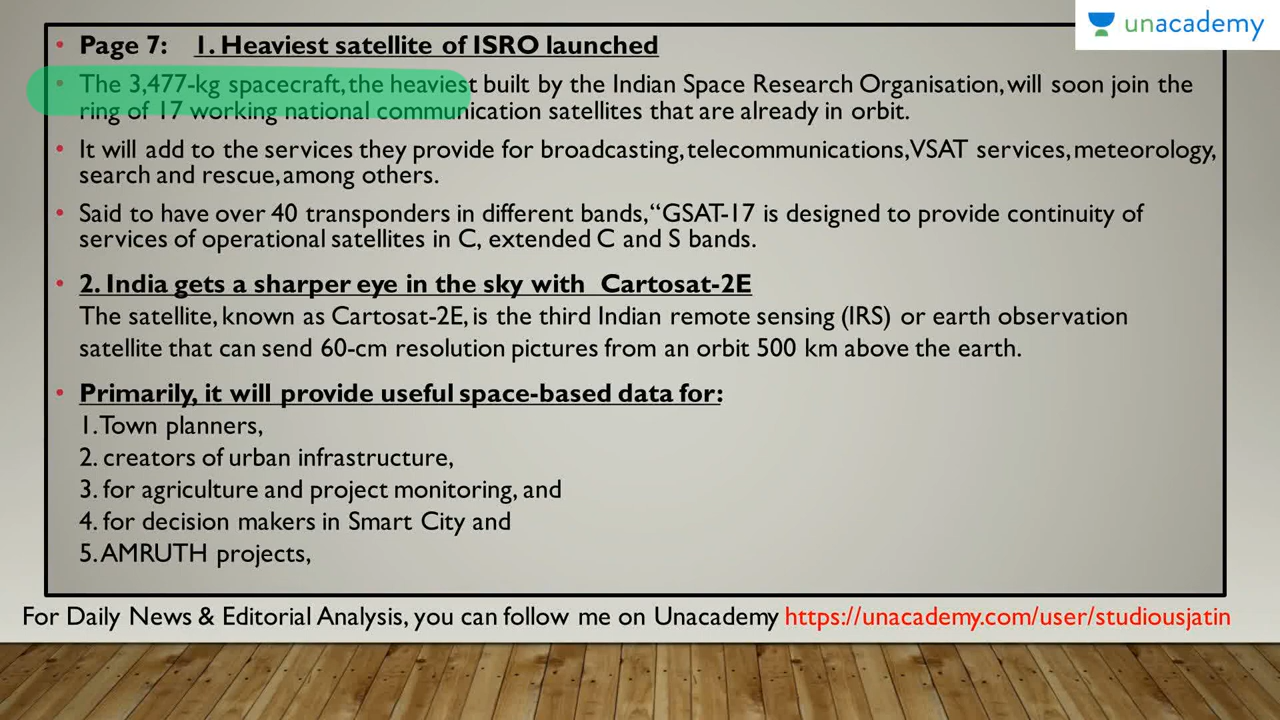 unacademy
• Page 7: 1. Heaviest satellite of ISRO launched
• The 3,477-kg spacecraft, the heaviest built by the Indian Space Research Organisation, will soon join the
ring of 17 working national communication satellites that are already in orbit.
• It will add to the services they provide for broadcasting, telecommunications, VSAT services, meteorology,
search and rescue, among others.
• Said to have over 40 transponders in different bands, “GSAT-17 is designed to provide continuity of
services of operational satellites in C, extended C and S bands.
• 2. India gets a sharper eye in the sky with Cartosat-2E
The satellite, known as Cartosat-2E, is the third Indian remote sensing (IRS) or earth observation
satellite that can send 60-cm resolution pictures from an orbit 500 km above the earth.
• Primarily, it will provide useful space-based data for:
1. Town planners,
2. creators of urban infrastructure,
3. for agriculture and project monitoring, and
4. for decision makers in Smart City and
5. AMRUTH projects,
For Daily News & Editorial Analysis, you can follow me on Unacademy https://unacademy.com/user/studiousjatin